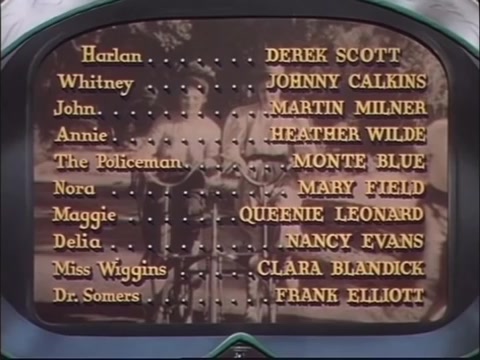 Harlan . . . . . . . DEREK SCOTT
Whitney . . . . . . . JOHNNY CALKINS
John. . . . . . . . MARTIN MILNER
Annie . . . . . . . HEATHER WILDE
The Policeman. . . . . . MONTE BLUE
Nora . . . . . . . . MARY FIELD
Maggie . . . . . . QUEENIE LEONARD
Delia . . . . . . . . NANCY EVANS
Miss Wiggins . . . . CLARA BLANDICK
Dr. Somers . . . . . . FRANK ELLIOTT